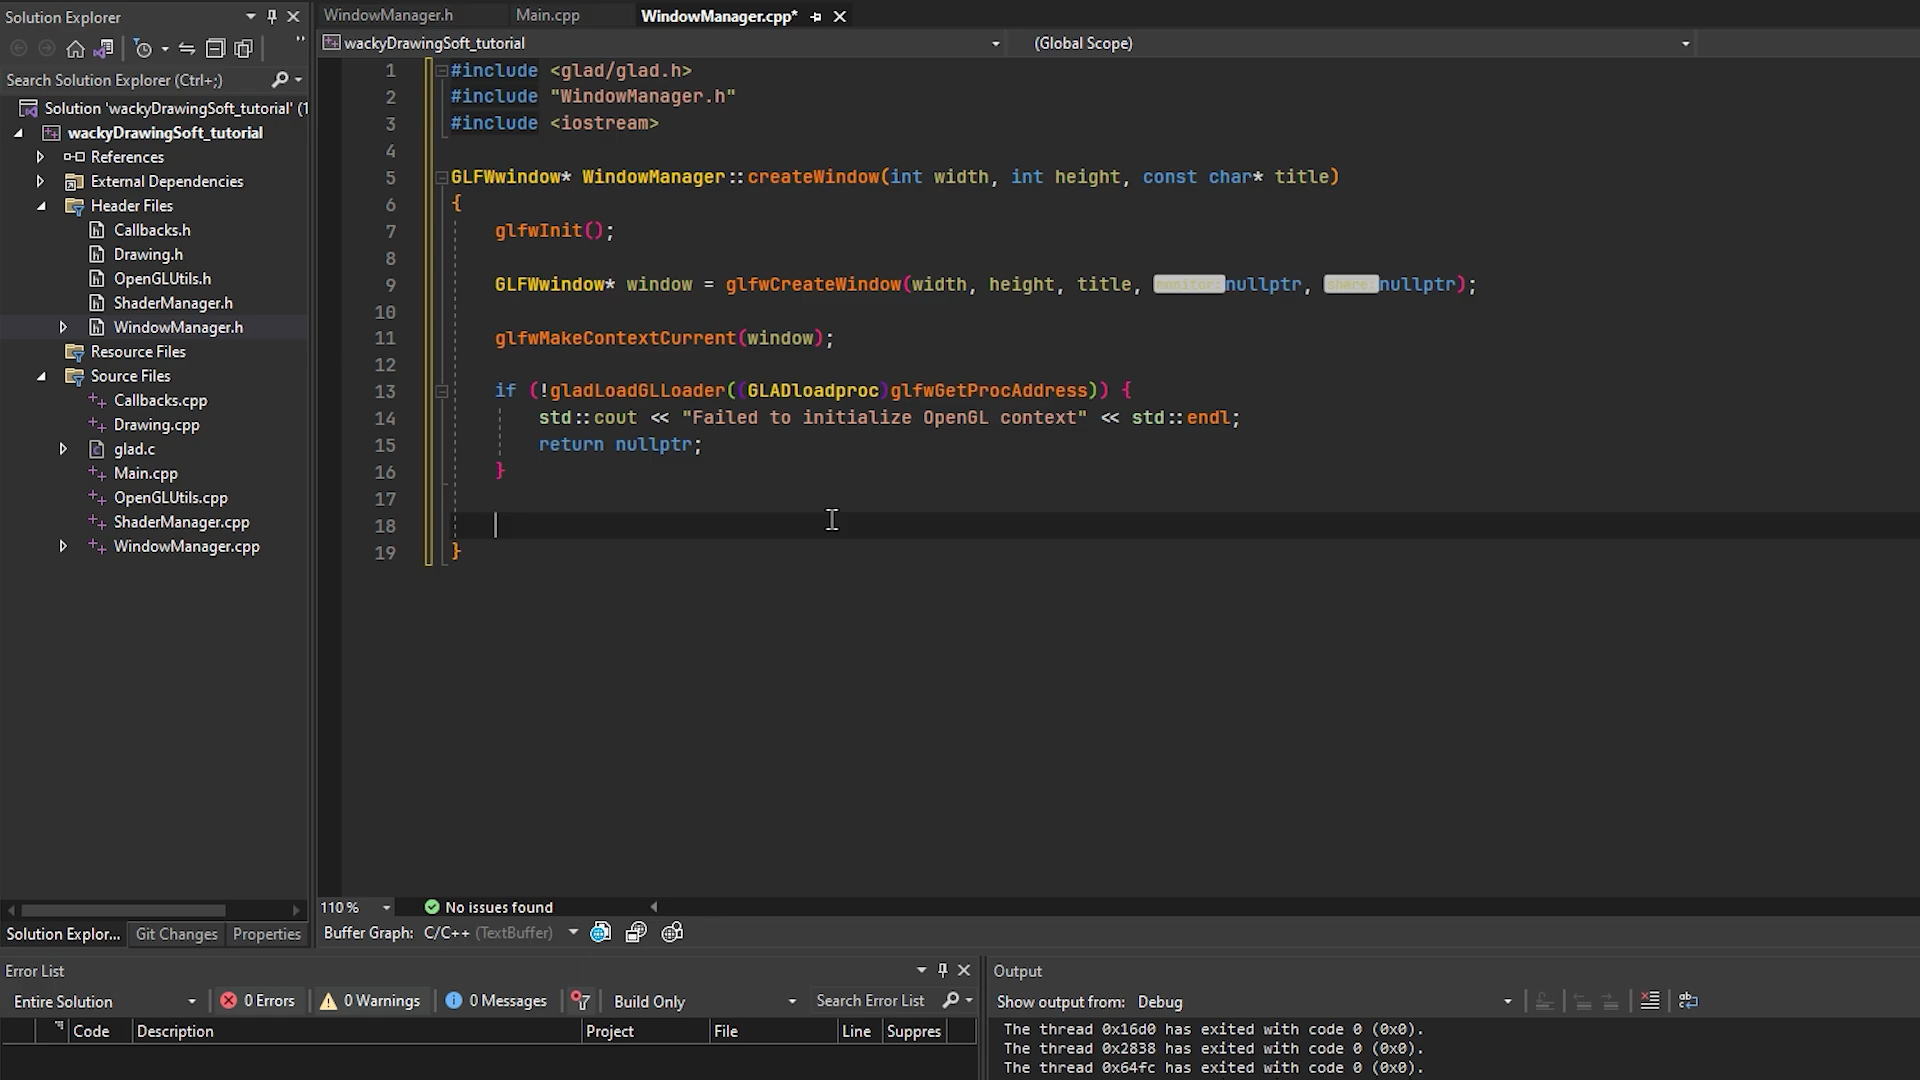 Solution Explorer
Search Solution Explorer (Ctrl+;)
Solution 'wackyDrawingSoft_tutorial' (1
wackyDrawingSoft_tutorial
References
External Dependencies
Header Files
Callbacks.h
Drawing.h
OpenGLUtils.h
ShaderManager.h
WindowManager.h
Resource Files
Source Files
Callbacks.cpp
Drawing.cpp
glad.c
Main.cpp
OpenGLUtils.cpp
ShaderManager.cpp
WindowManager.cpp
Solution Explor... Git Changes Properties
WindowManager.h Main.cpp WindowManager.cpp*
wackyDrawingSoft_tutorial (Global Scope)
1 #include <glad/glad.h>
2 #include "WindowManager.h"
3 #include <iostream>
4
5 GLFWwindow* WindowManager::createWindow(int width, int height, const char* title)
6 {
7 glfwInit();
8
9 GLFWwindow* window = glfwCreateWindow(width, height, title, monitor: nullptr, share: nullptr);
10
11 glfwMakeContextCurrent(window);
12
13 if (!gladLoadGLLoader((GLADloadproc)glfwGetProcAddress)) {
14 std::cout << "Failed to initialize OpenGL context" << std::endl;
15 return nullptr;
16 }
17
18
19 }
110 % No issues found
Buffer Graph: C/C++ (TextBuffer)
Error List
Entire Solution 0 Errors 0 Warnings 0 Messages Build Only Search Error List
Code Description Project File Line Suppres
Output
Show output from: Debug
The thread 0x16d0 has exited with code 0 (0x0).
The thread 0x2838 has exited with code 0 (0x0).
The thread 0x64fc has exited with code 0 (0x0).